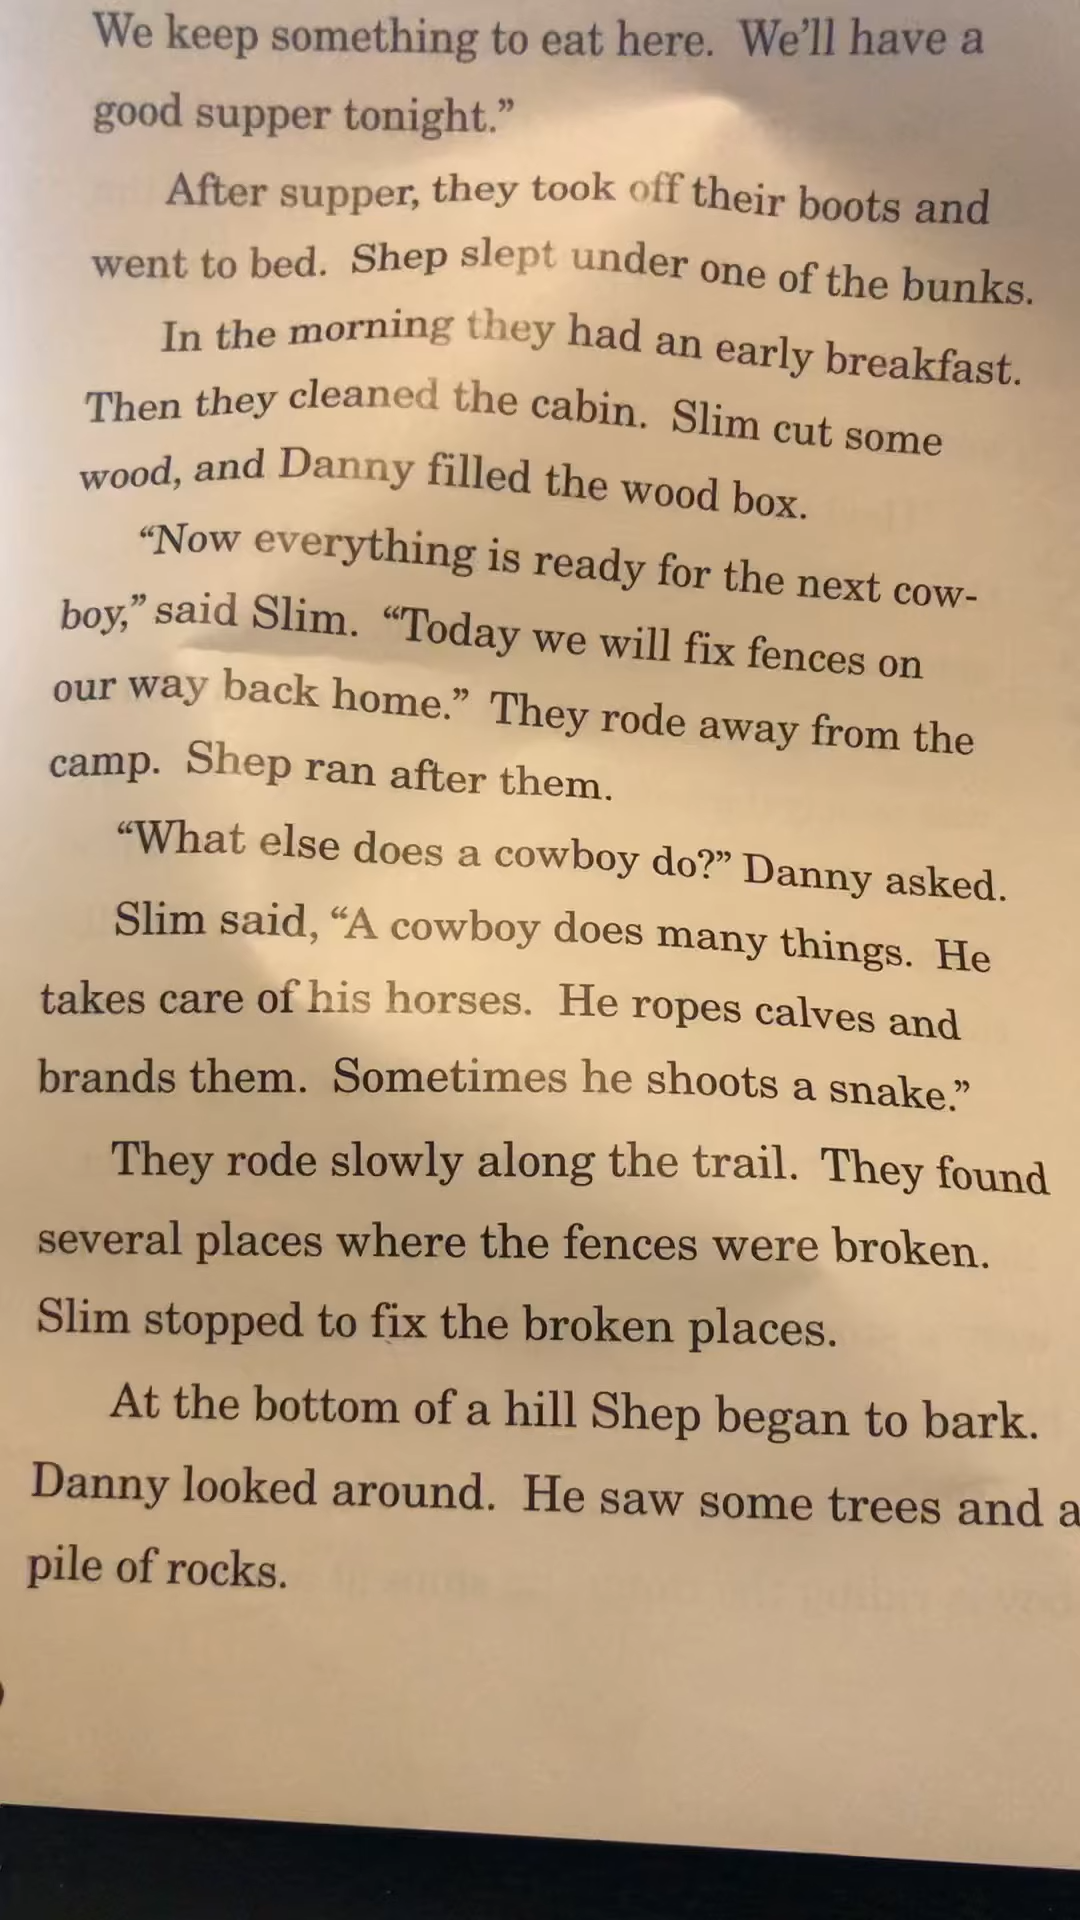 We keep something to eat here. We'll have a
good supper tonight.”
After supper, they took off their boots and
went to bed. Shep slept under one of the bunks.
In the morning they had an early breakfast.
Then they cleaned the cabin. Slim cut some
wood, and Danny filled the wood box.
“Now everything is ready for the next cow-
boy,” said Slim. “Today we will fix fences on
our way back home.” They rode away from the
camp. Shep ran after them.
“What else does a cowboy do?” Danny asked.
Slim said, “A cowboy does many things. He
takes care of his horses. He ropes calves and
brands them. Sometimes he shoots a snake.”
They rode slowly along the trail. They found
several places where the fences were broken.
Slim stopped to fix the broken places.
At the bottom of a hill Shep began to bark.
Danny looked around. He saw some trees and a
pile of rocks.